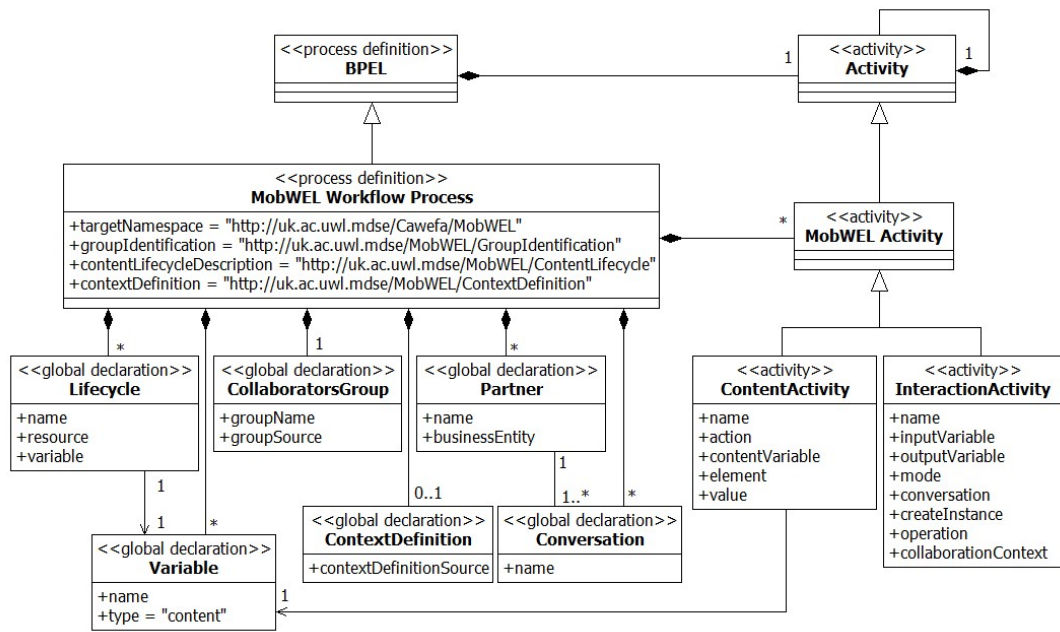 <<process definition>>
BPEL
1
<<activity>>
Activity
1
<<process definition>>
MobWEL Workflow Process
+targetNamespace = "http://uk.ac.uwl.mdse/Cawefa/MobWEL"
+groupIdentification = "http://uk.ac.uwl.mdse/MobWEL/GroupIdentification"
+contentLifecycleDescription = "http://uk.ac.uwl.mdse/MobWEL/ContentLifecycle"
+contextDefinition = "http://uk.ac.uwl.mdse/MobWEL/ContextDefinition"
*
<<activity>>
MobWEL Activity
*
1
*
<<global declaration>>
Lifecycle
+name
+resource
+variable
<<global declaration>>
CollaboratorsGroup
+groupName
+groupSource
<<global declaration>>
Partner
+name
+businessEntity
<<activity>>
ContentActivity
+name
+action
+contentVariable
+element
+value
<<activity>>
InteractionActivity
+name
+inputVariable
+outputVariable
+mode
+conversation
+createInstance
+operation
+collaborationContext
1
1
*
0..1
1
1..*
*
<<global declaration>>
Variable
+name
+type = "content"
<<global declaration>>
ContextDefinition
+contextDefinitionSource
<<global declaration>>
Conversation
+name
1